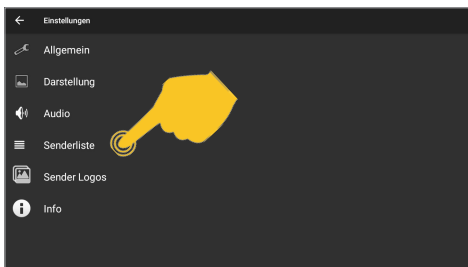 Einstellungen
Allgemein
Darstellung
Audio
Senderliste
Sender Logos
Info